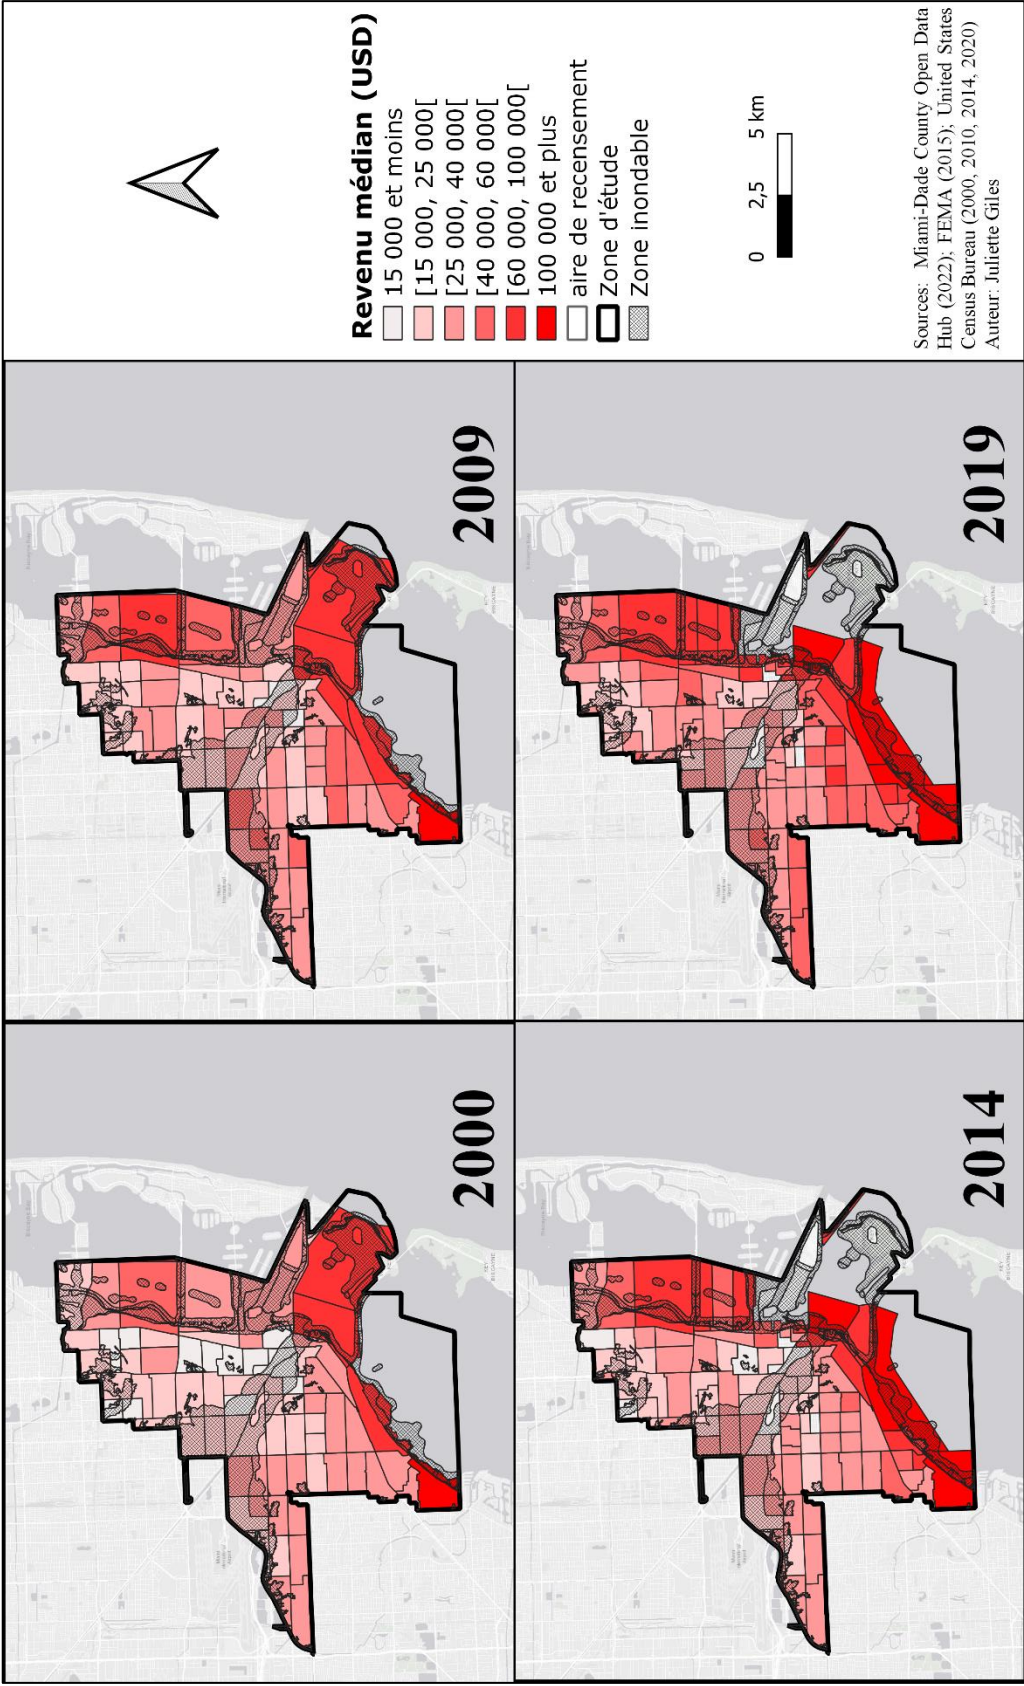 2000
2009
2014
2019
Revenu médian (USD)
15 000 et moins
[15 000, 25 000[
[25 000, 40 000[
[40 000, 60 000[
[60 000, 100 000[
100 000 et plus
aire de recensement
Zone d'étude
Zone inondable
0 2,5 5 km
Sources: Miami-Dade County Open Data
Hub (2022); FEMA (2015); United States
Census Bureau (2000, 2010, 2014, 2020)
Auteur: Juliette Giles